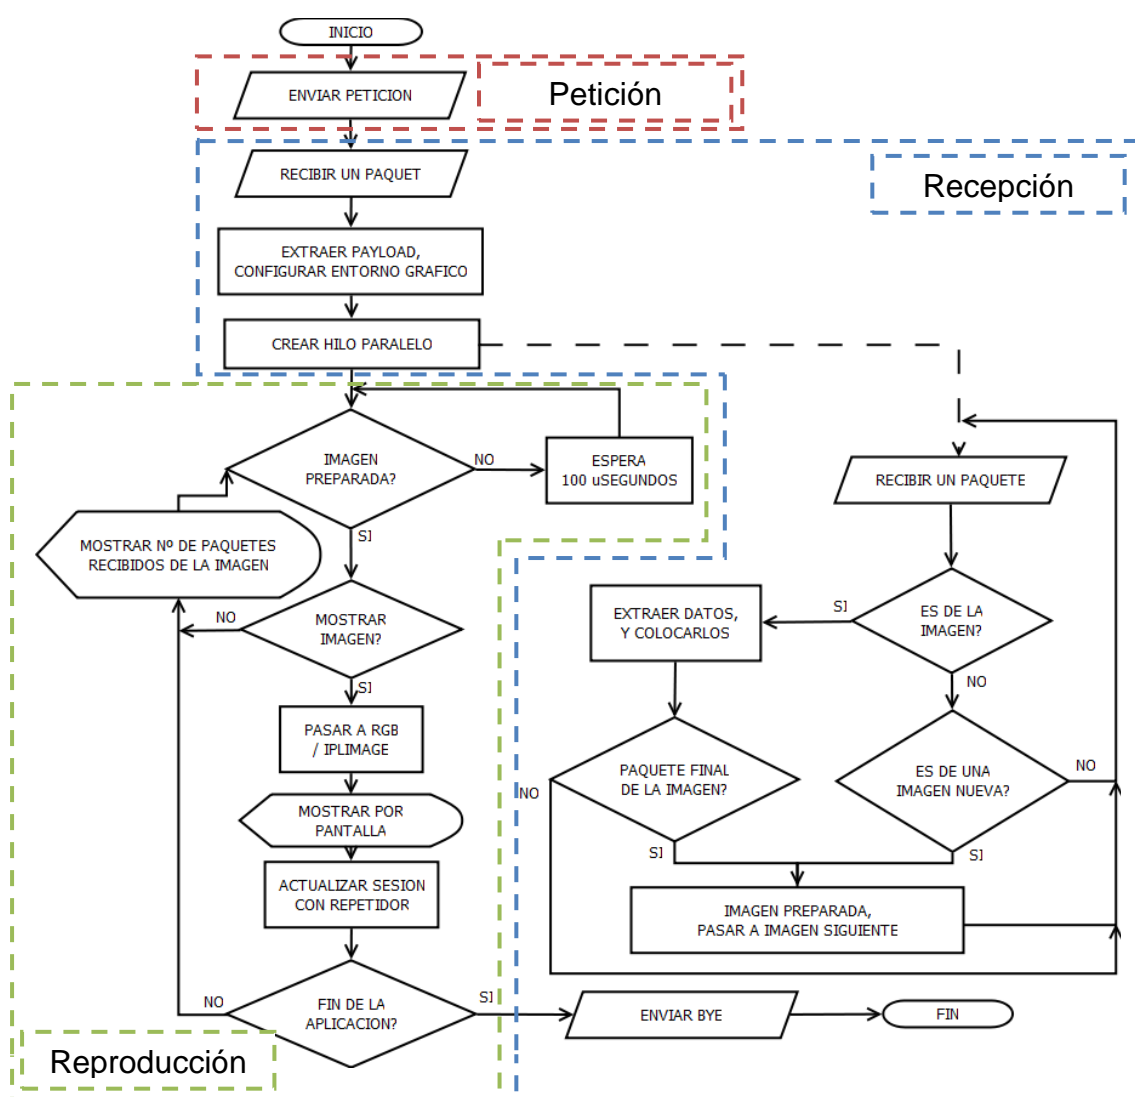 INICIO
ENVIAR PETICION
Petición
RECIBIR UN PAQUET
Recepción
EXTRAER PAYLOAD,
CONFIGURAR ENTORNO GRAFICO
CREAR HILO PARALELO
IMAGEN
PREPARADA?
NO
ESPERA
100 uSEGUNDOS
SI
MOSTRAR Nº DE PAQUETES
RECIBIDOS DE LA IMAGEN
NO
MOSTRAR
IMAGEN?
SI
PASAR A RGB
/ IPLIMAGE
MOSTRAR POR
PANTALLA
ACTUALIZAR SESION
CON REPETIDOR
NO
FIN DE LA
APLICACION?
SI
Reproducción
RECIBIR UN PAQUETE
ES DE LA
IMAGEN?
SI
NO
EXTRAER DATOS,
Y COLOCARLOS
PAQUETE FINAL
DE LA IMAGEN?
NO
SI
ES DE UNA
IMAGEN NUEVA?
NO
SI
IMAGEN PREPARADA,
PASAR A IMAGEN SIGUIENTE
ENVIAR BYE
FIN